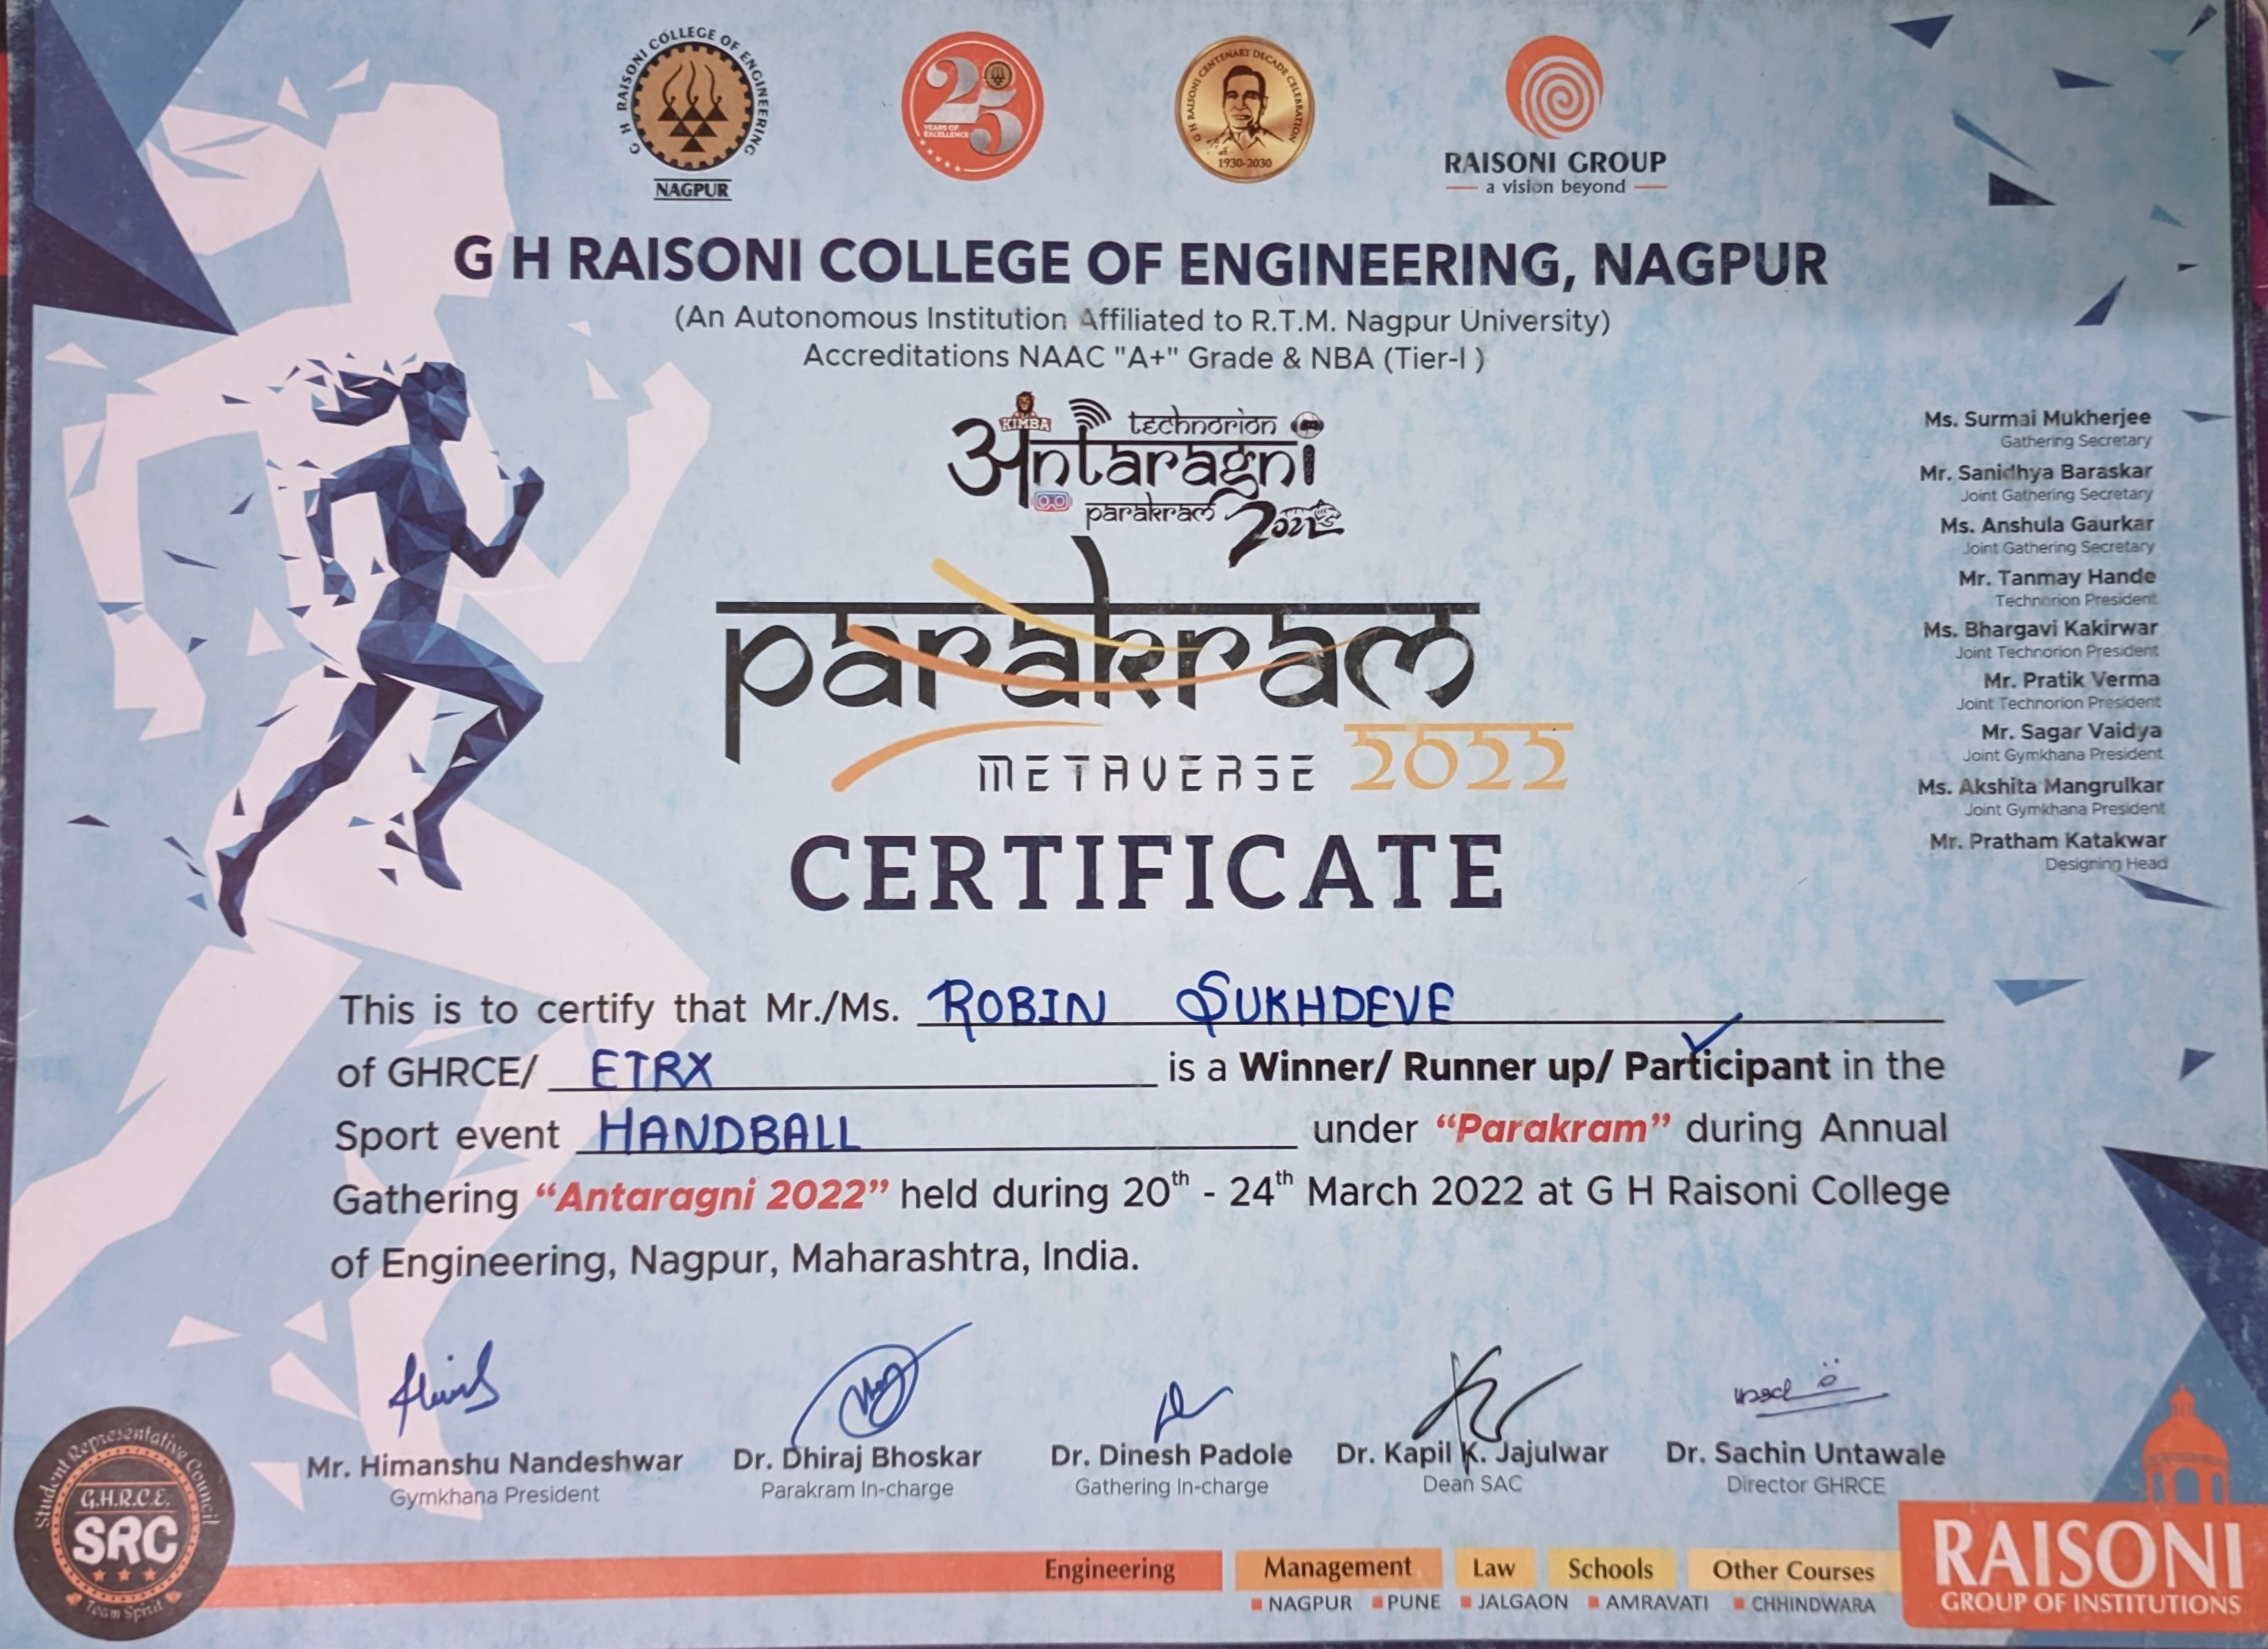 G H RAISONI COLLEGE OF ENGINEERING
NAGPUR
25
YEARS OF
EXCELLENCE
G H RAISONI CENTENARY DECADE CELEBRATION
1930-2030
RAISONI GROUP
a vision beyond
G H RAISONI COLLEGE OF ENGINEERING, NAGPUR
(An Autonomous Institution Affiliated to R.T.M. Nagpur University)
Accreditations NAAC "A+" Grade & NBA (Tier-I )
KIMBA
technorion
अntaragni
parakram 2022
parakram
METAVERSE 2022
CERTIFICATE
Ms. Surmai Mukherjee
Gathering Secretary
Mr. Sanidhya Baraskar
Joint Gathering Secretary
Ms. Anshula Gaurkar
Joint Gathering Secretary
Mr. Tanmay Hande
Technorion President
Ms. Bhargavi Kakirwar
Joint Technorion President
Mr. Pratik Verma
Joint Technorion President
Mr. Sagar Vaidya
Joint Gymkhana President
Ms. Akshita Mangrulkar
Joint Gymkhana President
Mr. Pratham Katakwar
Designing Head
This is to certify that Mr./Ms. ROBIN SUKHDEVE
of GHRCE/ ETRX is a Winner/ Runner up/ Participant in the
Sport event HANDBALL under “Parakram” during Annual
Gathering “Antaragni 2022” held during 20th - 24th March 2022 at G H Raisoni College
of Engineering, Nagpur, Maharashtra, India.
Mr. Himanshu Nandeshwar
Gymkhana President
Dr. Dhiraj Bhoskar
Parakram In-charge
Dr. Dinesh Padole
Gathering In-charge
Dr. Kapil K. Jajulwar
Dean SAC
Dr. Sachin Untawale
Director GHRCE
Student Representative Council
G.H.R.C.E.
SRC
Team Spirit
Engineering Management Law Schools Other Courses
NAGPUR PUNE JALGAON AMRAVATI CHHINDWARA
RAISONI
GROUP OF INSTITUTIONS